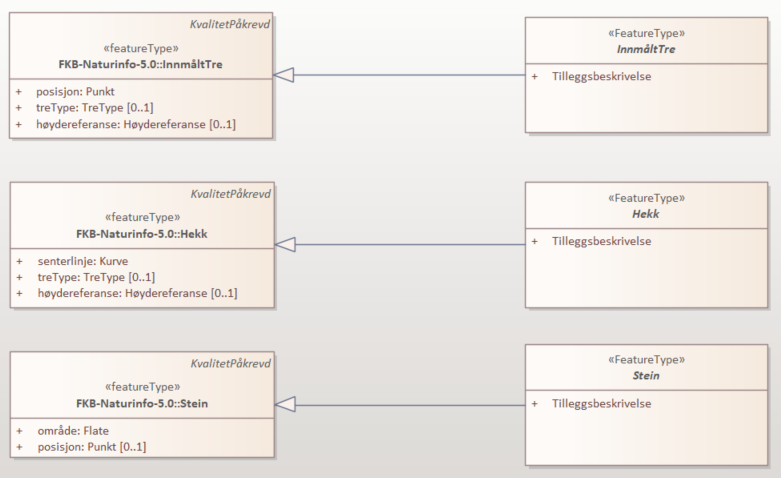 KvalitetPåkrevd
«featureType»
FKB-Naturinfo-5.0::InnmåltTre
+ posisjon: Punkt
+ treType: TreType [0..1]
+ høydereferanse: Høydereferanse [0..1]
«FeatureType»
InnmåltTre
+ Tilleggsbeskrivelse
KvalitetPåkrevd
«featureType»
FKB-Naturinfo-5.0::Hekk
+ senterlinje: Kurve
+ treType: TreType [0..1]
+ høydereferanse: Høydereferanse [0..1]
«FeatureType»
Hekk
+ Tilleggsbeskrivelse
KvalitetPåkrevd
«featureType»
FKB-Naturinfo-5.0::Stein
+ område: Flate
+ posisjon: Punkt [0..1]
«FeatureType»
Stein
+ Tilleggsbeskrivelse